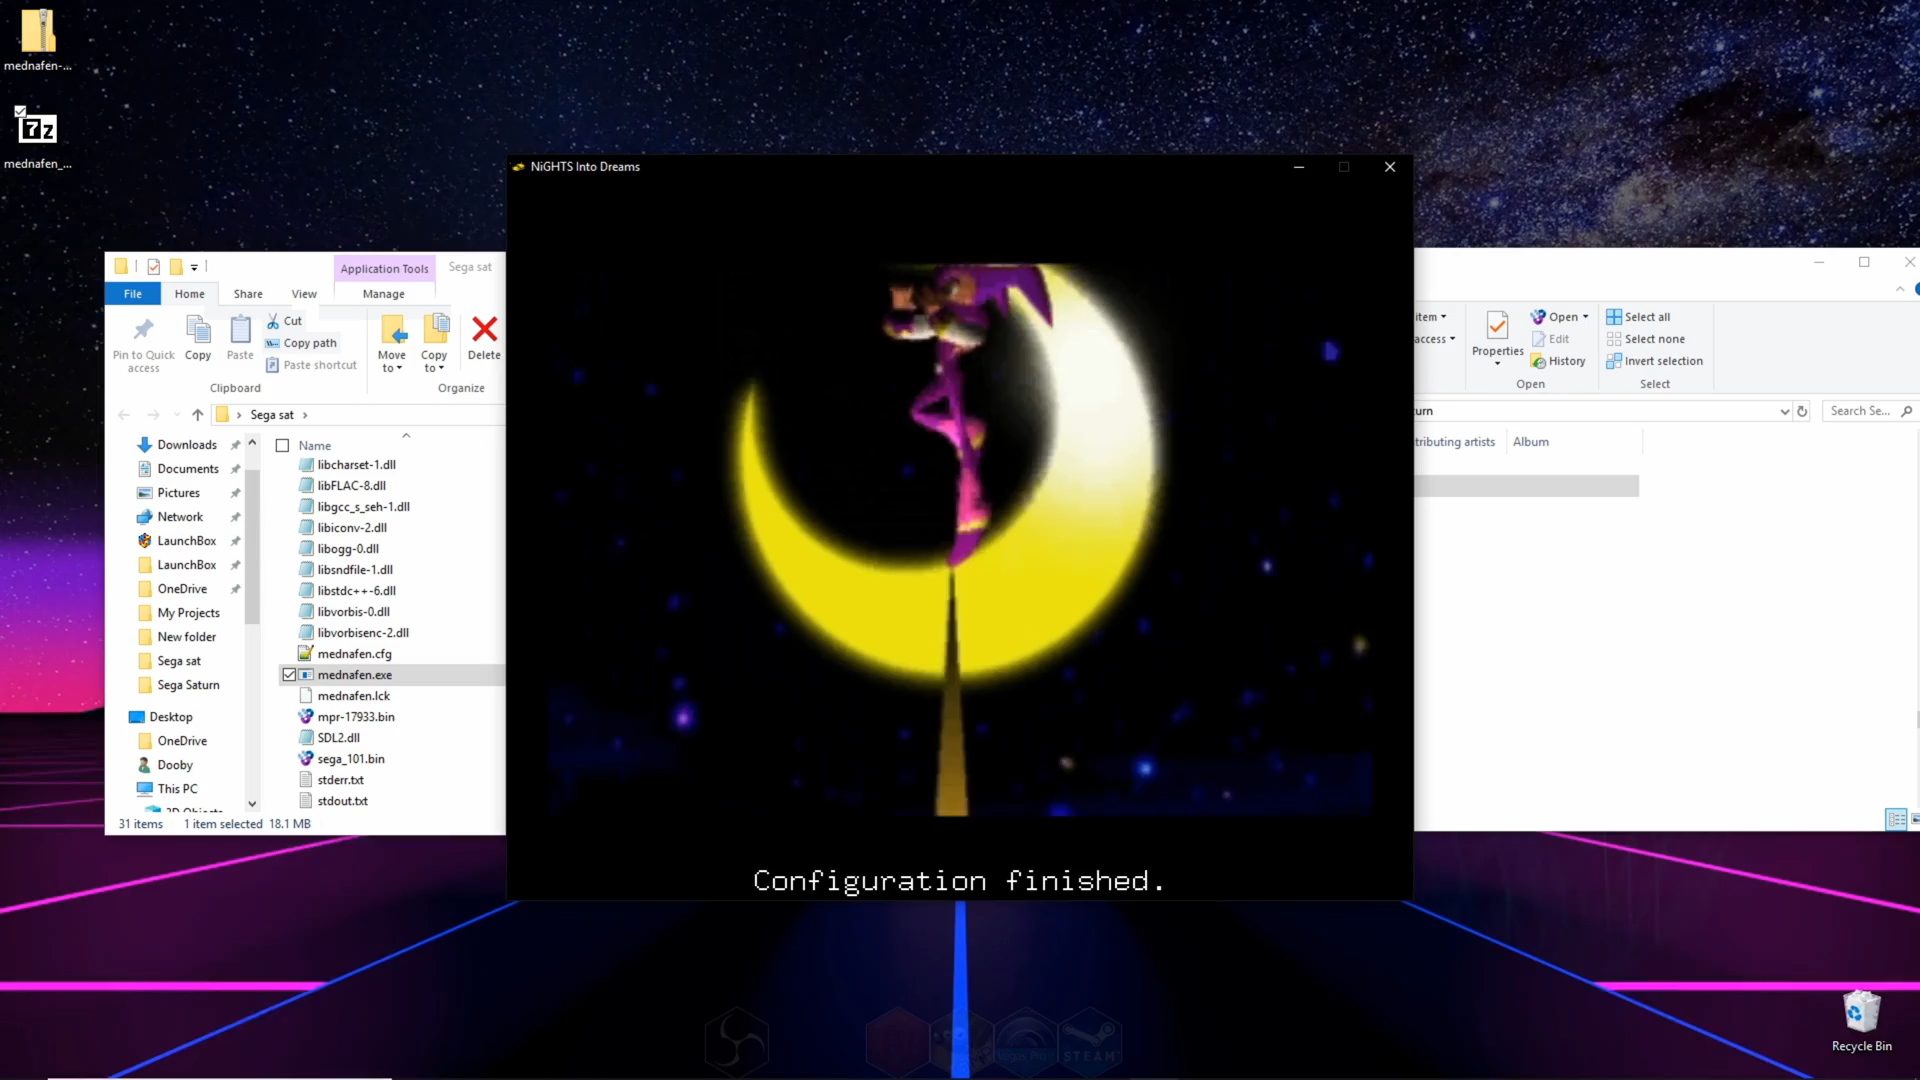 mednafen-...
mednafen_...
NiGHTS Into Dreams
Application Tools
Sega sat
File
Home
Share
View
Manage
Pin to Quick
access
Copy
Paste
Cut
Copy path
Paste shortcut
Move
to
Copy
to
Delete
Clipboard
Organize
Sega sat
Downloads
Documents
Pictures
Network
LaunchBox
LaunchBox
OneDrive
My Projects
New folder
Sega sat
Sega Saturn
Desktop
OneDrive
Dooby
This PC
3D Objects
Name
libcharset-1.dll
libFLAC-8.dll
libgcc_s_seh-1.dll
libiconv-2.dll
libogg-0.dll
libsndfile-1.dll
libstdc++-6.dll
libvorbis-0.dll
libvorbisenc-2.dll
mednafen.cfg
mednafen.exe
mednafen.lck
mpr-17933.bin
SDL2.dll
sega_101.bin
stderr.txt
stdout.txt
31 items
1 item selected 18.1 MB
Configuration finished.
item
access
Properties
Open
Edit
History
Open
Select all
Select none
Invert selection
Select
urn
Search Se...
tributing artists
Album
STEAM
Recycle Bin